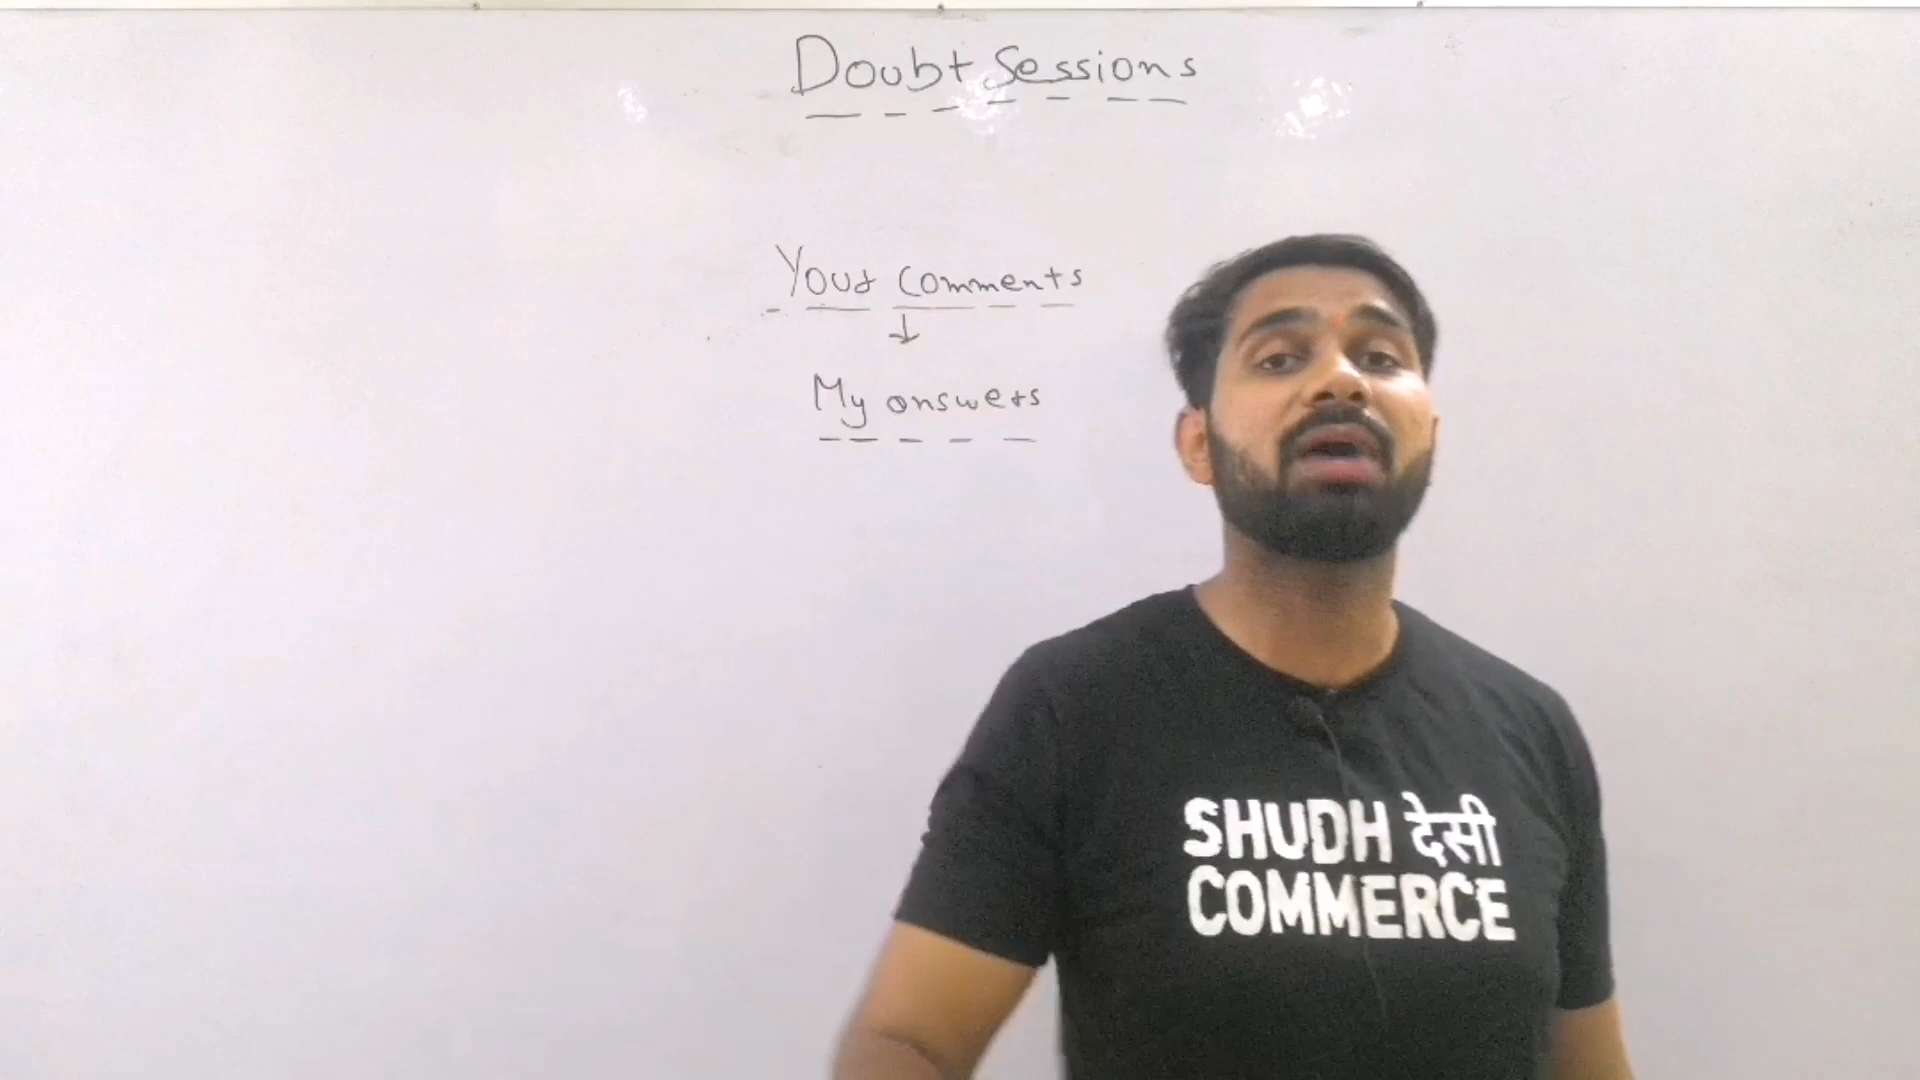 Doubt Sessions
Your Comments
↓
My answers
SHUDH देसी
COMMERCE